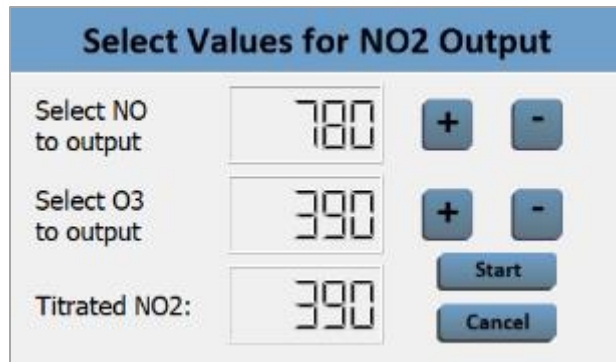 Select Values for NO2 Output
Select NO
to output
780
+
-
Select O3
to output
390
+
-
Start
Titrated NO2:
390
Cancel